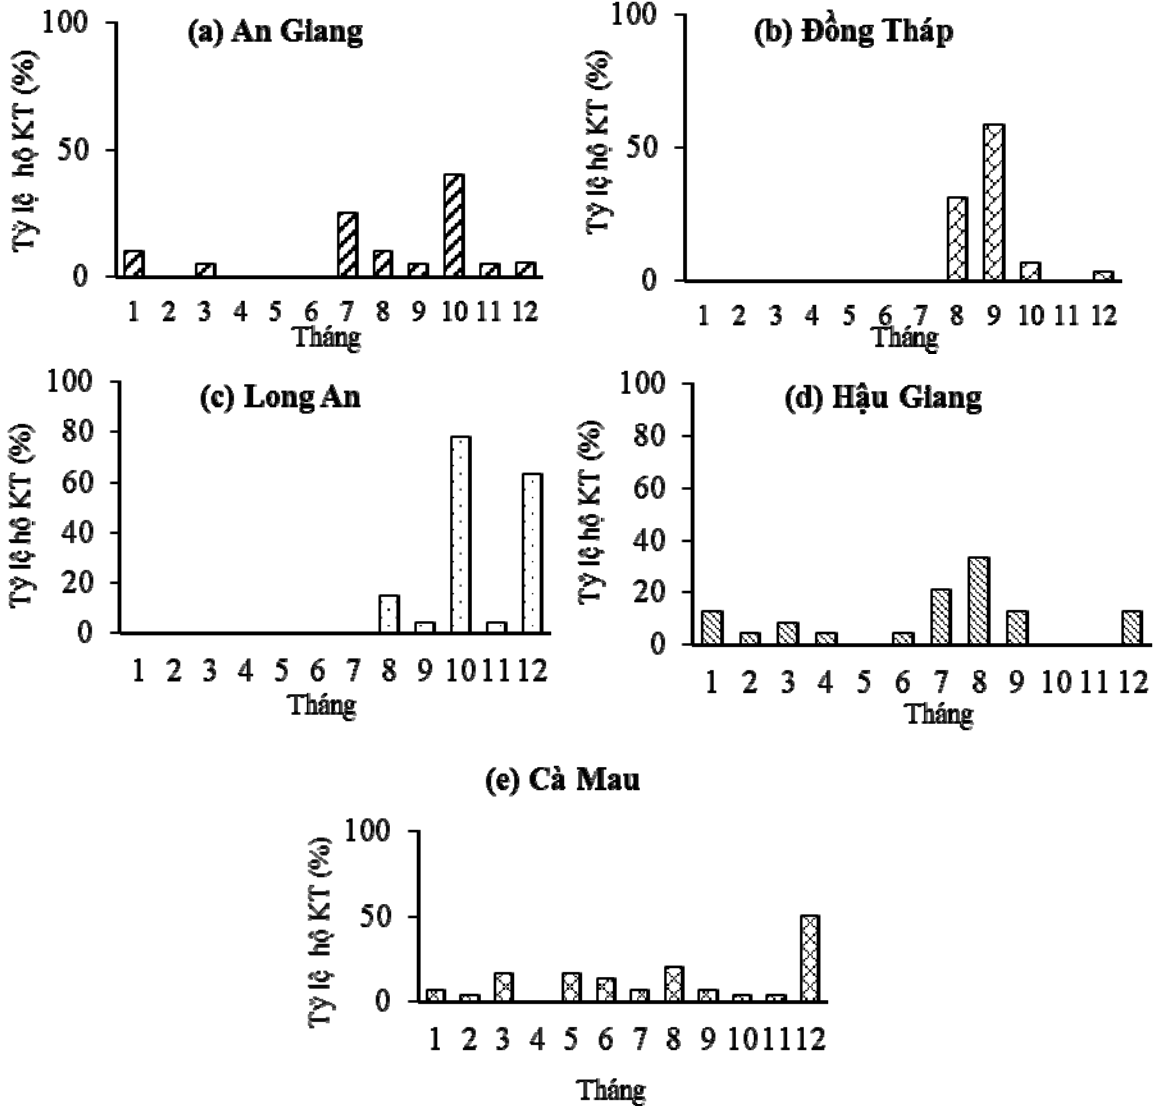 (a) An Giang
Tỷ lệ hộ KT (%)
100
50
0
1 2 3 4 5 6 7 8 9 10 11 12
Tháng
(b) Đồng Tháp
Tỷ lệ hộ KT (%)
100
50
0
1 2 3 4 5 6 7 8 9 10 11 12
Tháng
(c) Long An
Tỷ lệ hộ KT (%)
100
80
60
40
20
0
1 2 3 4 5 6 7 8 9 10 11 12
Tháng
(d) Hậu Giang
Tỷ lệ hộ KT (%)
100
80
60
40
20
0
1 2 3 4 5 6 7 8 9 10 11 12
Tháng
(e) Cà Mau
Tỷ lệ hộ KT (%)
100
50
0
1 2 3 4 5 6 7 8 9 10 11 12
Tháng